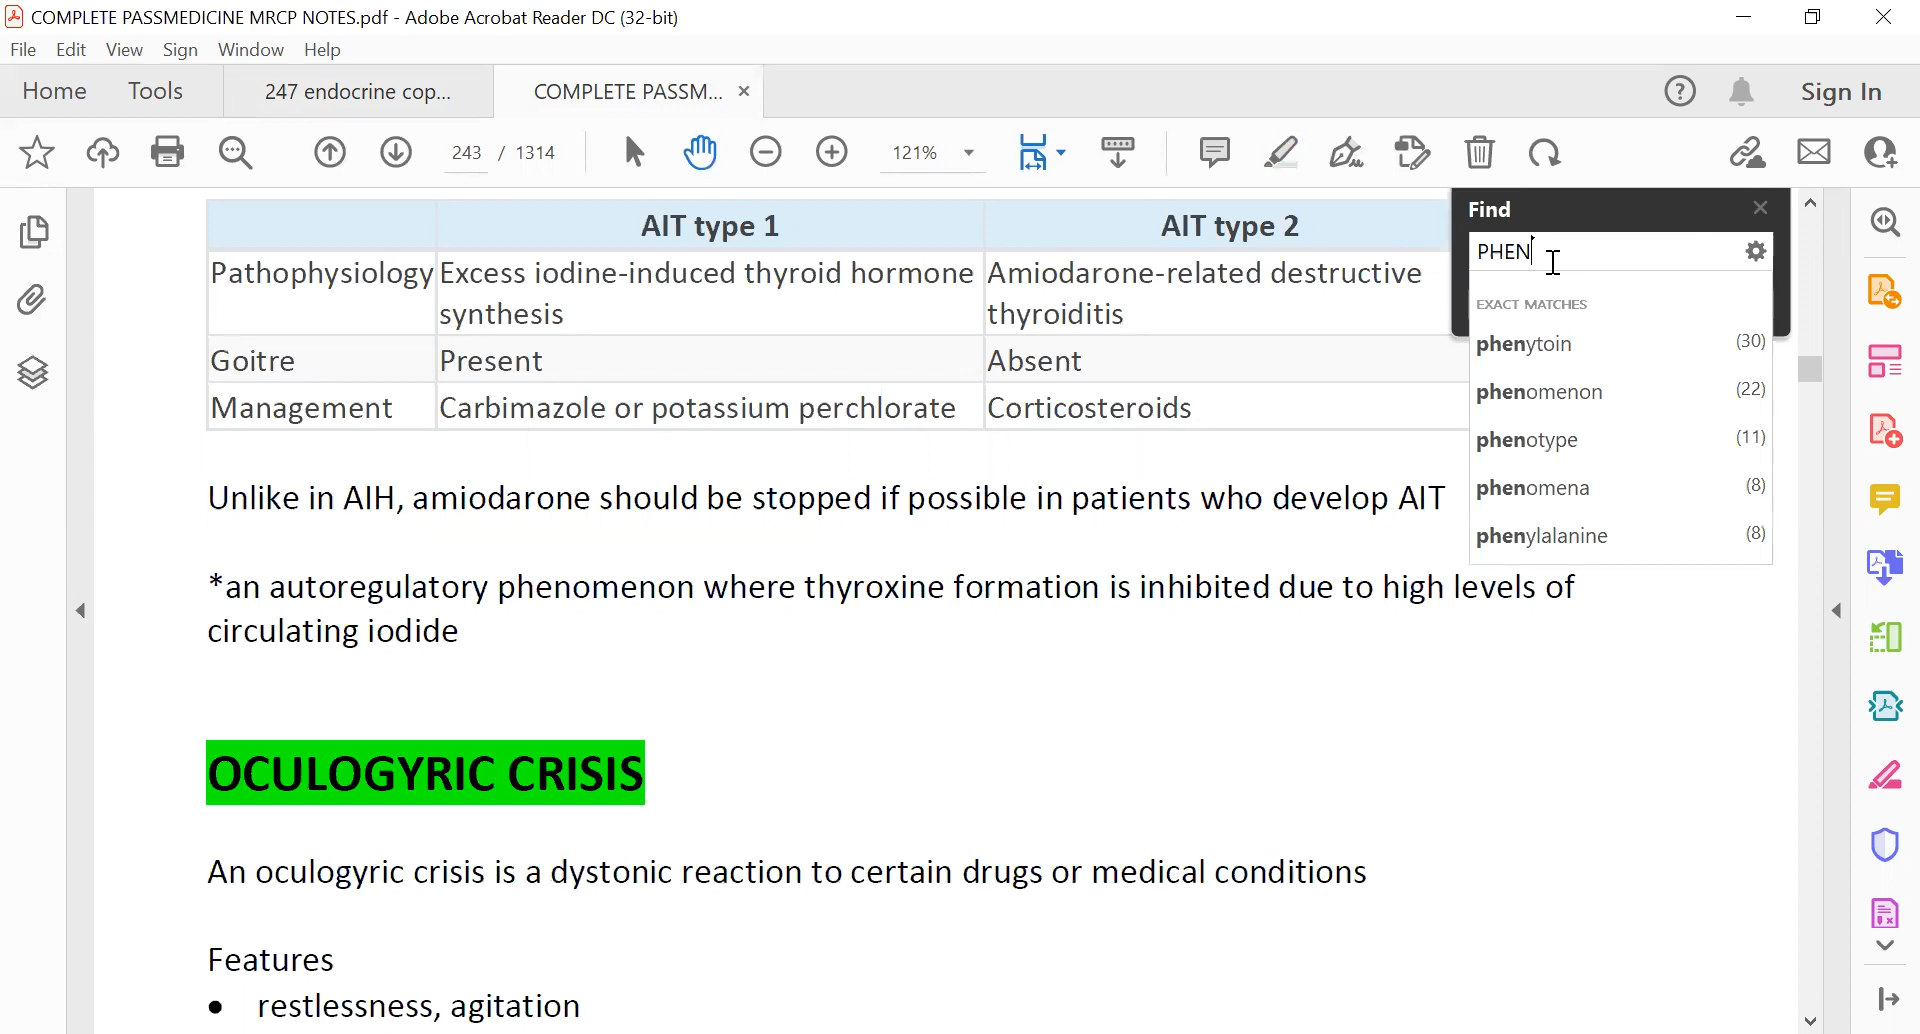 COMPLETE PASSMEDICINE MRCP NOTES.pdf - Adobe Acrobat Reader DC (32-bit)
File Edit View Sign Window Help
Home Tools 247 endocrine cop... COMPLETE PASSM... × Sign In
243 / 1314 121%
Find
PHEN
EXACT MATCHES
phenytoin (30)
phenomenon (22)
phenotype (11)
phenomena (8)
phenylalanine (8)
AIT type 1 AIT type 2
Pathophysiology Excess iodine-induced thyroid hormone Amiodarone-related destructive
synthesis thyroiditis
Goitre Present Absent
Management Carbimazole or potassium perchlorate Corticosteroids
Unlike in AIH, amiodarone should be stopped if possible in patients who develop AIT
*an autoregulatory phenomenon where thyroxine formation is inhibited due to high levels of
circulating iodide
OCULOGYRIC CRISIS
An oculogyric crisis is a dystonic reaction to certain drugs or medical conditions
Features
• restlessness, agitation